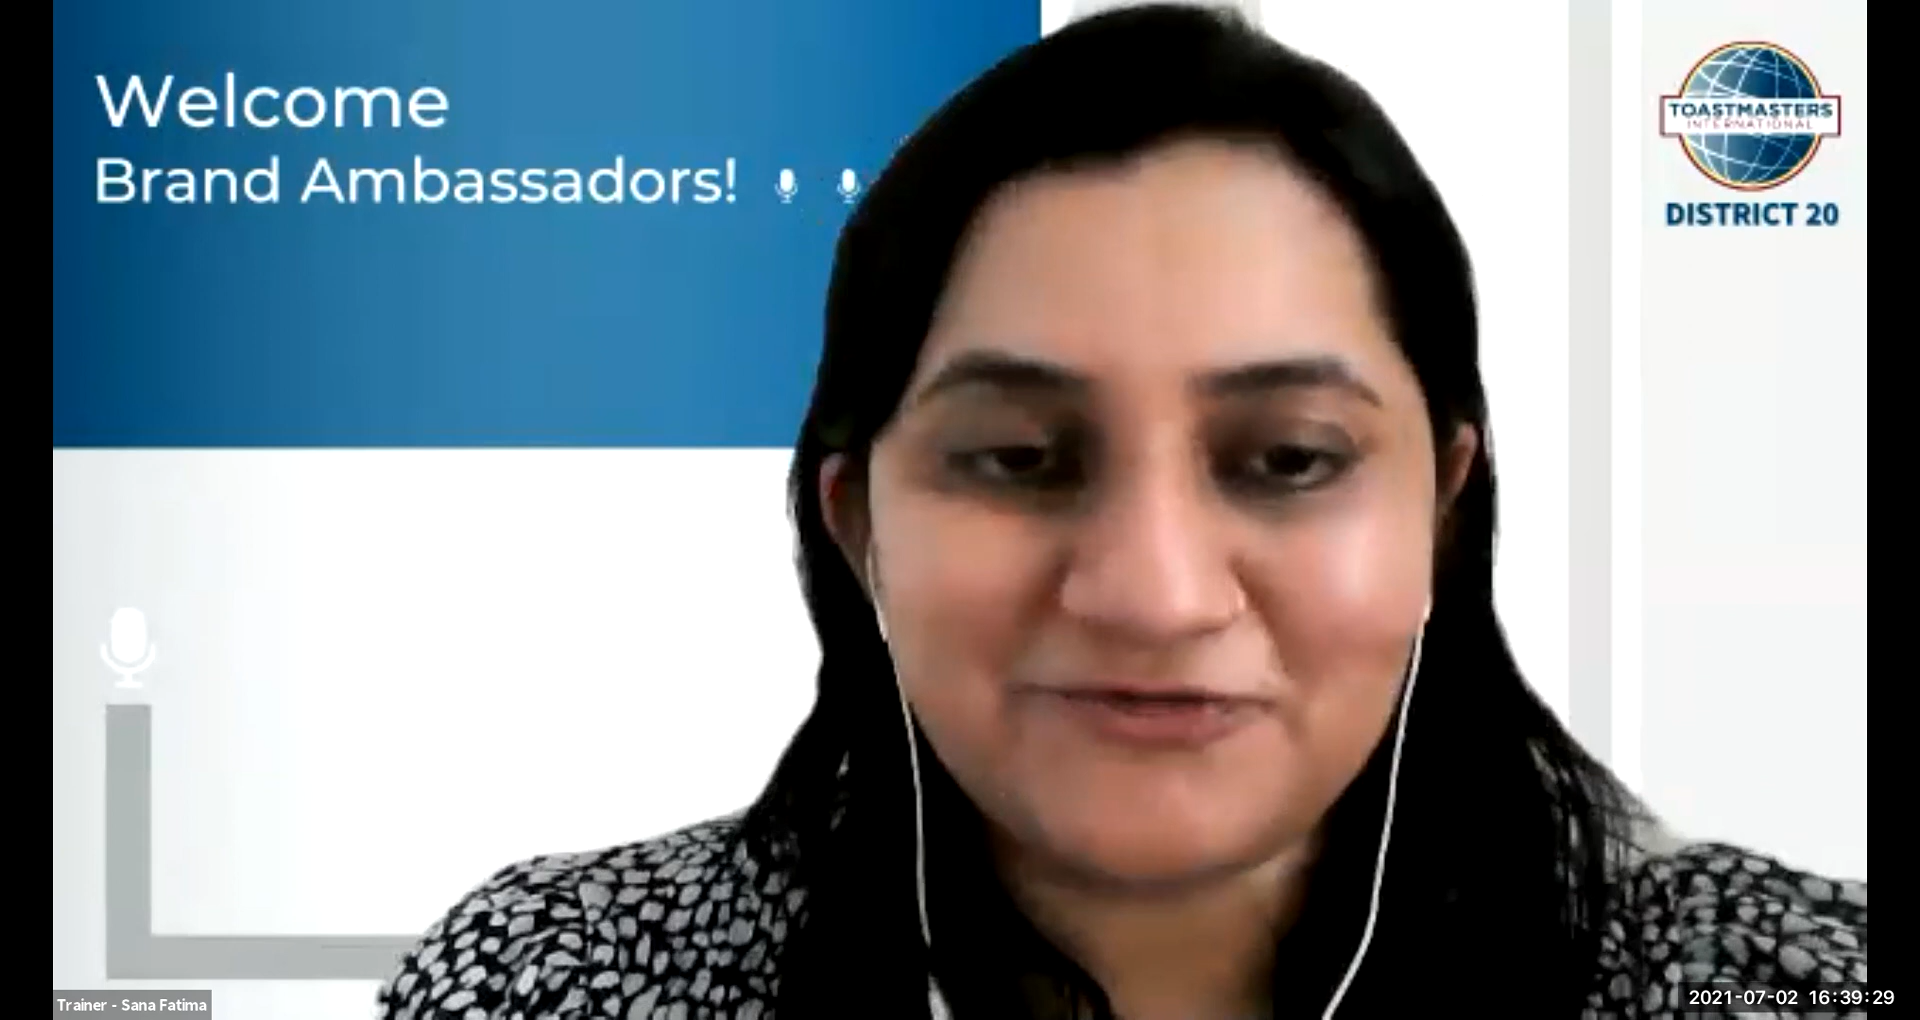 Welcome
Brand Ambassadors!
TOASTMASTERS
INTERNATIONAL
DISTRICT 20
Trainer - Sana Fatima
2021-07-02 16:39:29